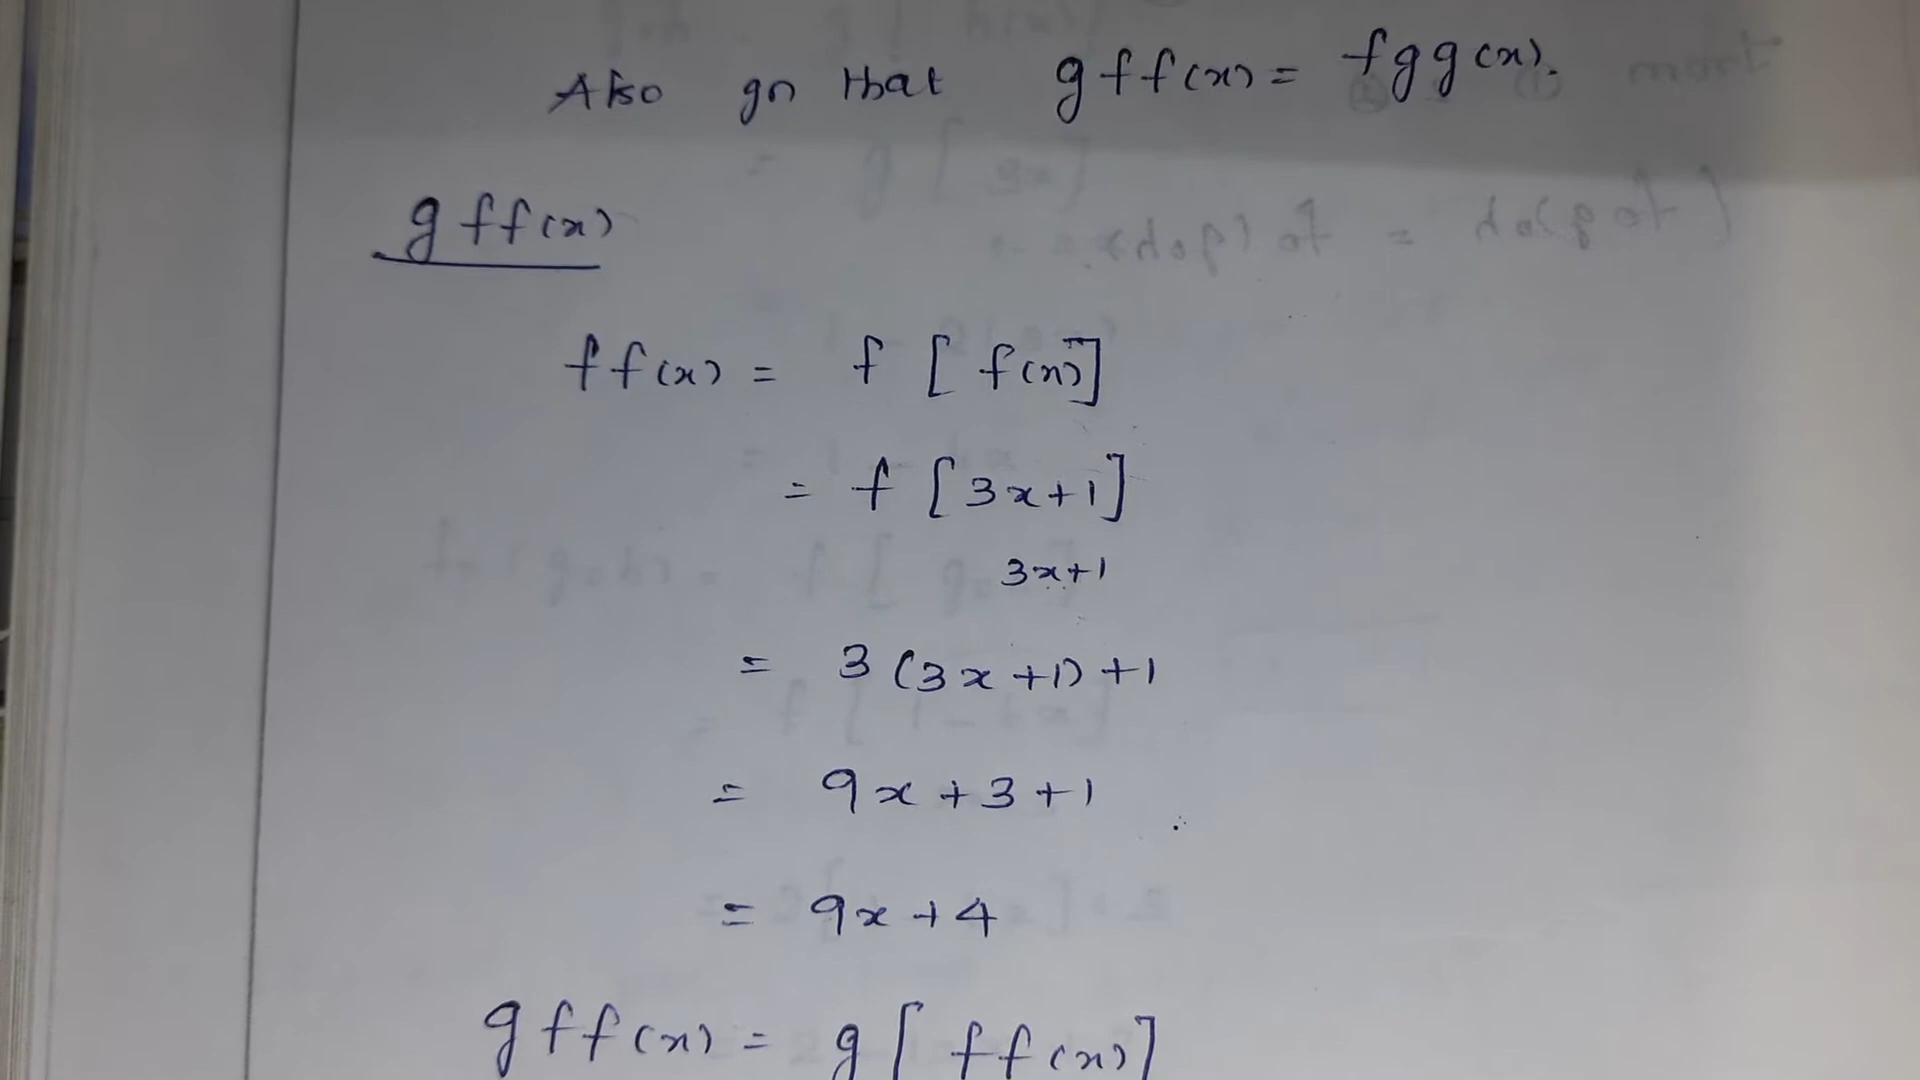 Also gn that gff(x) = fgg(x).
gff(x)
ff(x) = f [ f(x)]
= f [3x+1]
3x+1
= 3 (3x+1)+1
= 9x+3+1
= 9x+4
gff(x) = g [ ff(x)]